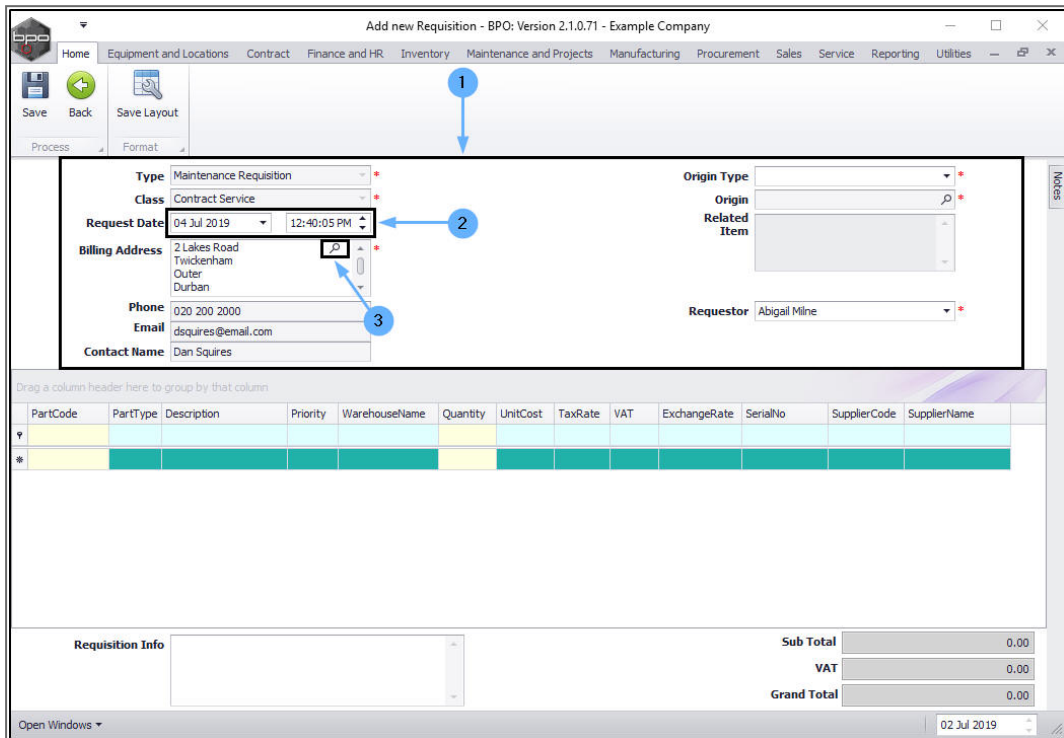 bpo
Add new Requisition - BPO: Version 2.1.0.71 - Example Company
Home Equipment and Locations Contract Finance and HR Inventory Maintenance and Projects Manufacturing Procurement Sales Service Reporting Utilities
Save Back Save Layout
Process Format
1
Type Maintenance Requisition * Origin Type *
Class Contract Service * Origin *
Request Date 04 Jul 2019 12:40:05 PM 2 Related
Item
Billing Address 2 Lakes Road *
Twickenham
Outer
Durban
Phone 020 200 2000 3 Requestor Abigail Milne *
Email dsquires@email.com
Contact Name Dan Squires
Notes
Drag a column header here to group by that column
PartCode PartType Description Priority WarehouseName Quantity UnitCost TaxRate VAT ExchangeRate SerialNo SupplierCode SupplierName
Requisition Info Sub Total 0.00
VAT 0.00
Grand Total 0.00
Open Windows 02 Jul 2019